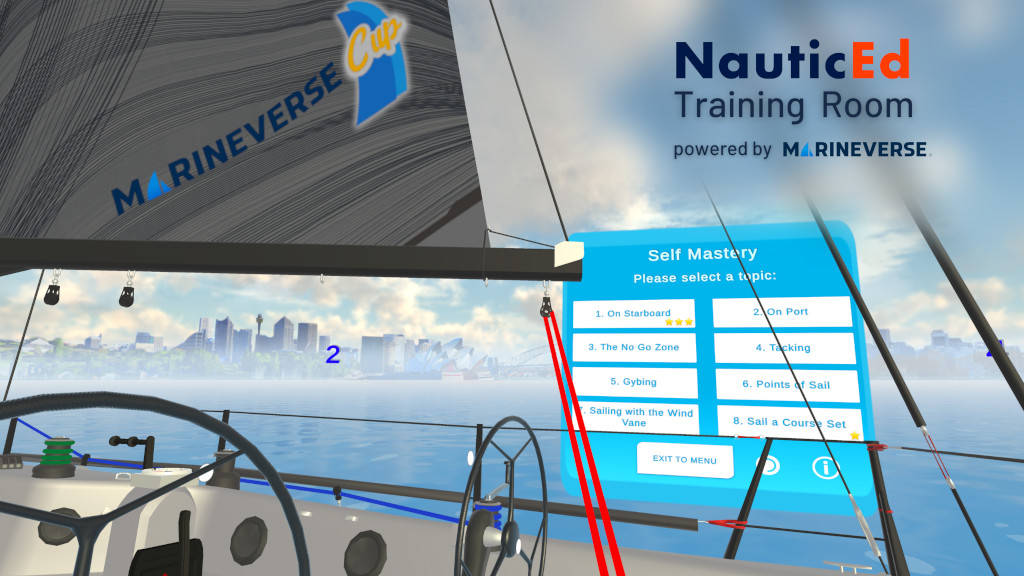 MARINEVERSE
Cup
NauticEd
Training Room
powered by MARINEVERSE
Self Mastery
Please select a topic:
1. On Starboard
2. On Port
3. The No Go Zone
4. Tacking
5. Gybing
6. Points of Sail
7. Sailing with the Wind
Vane
8. Sail a Course Set
EXIT TO MENU
i
2